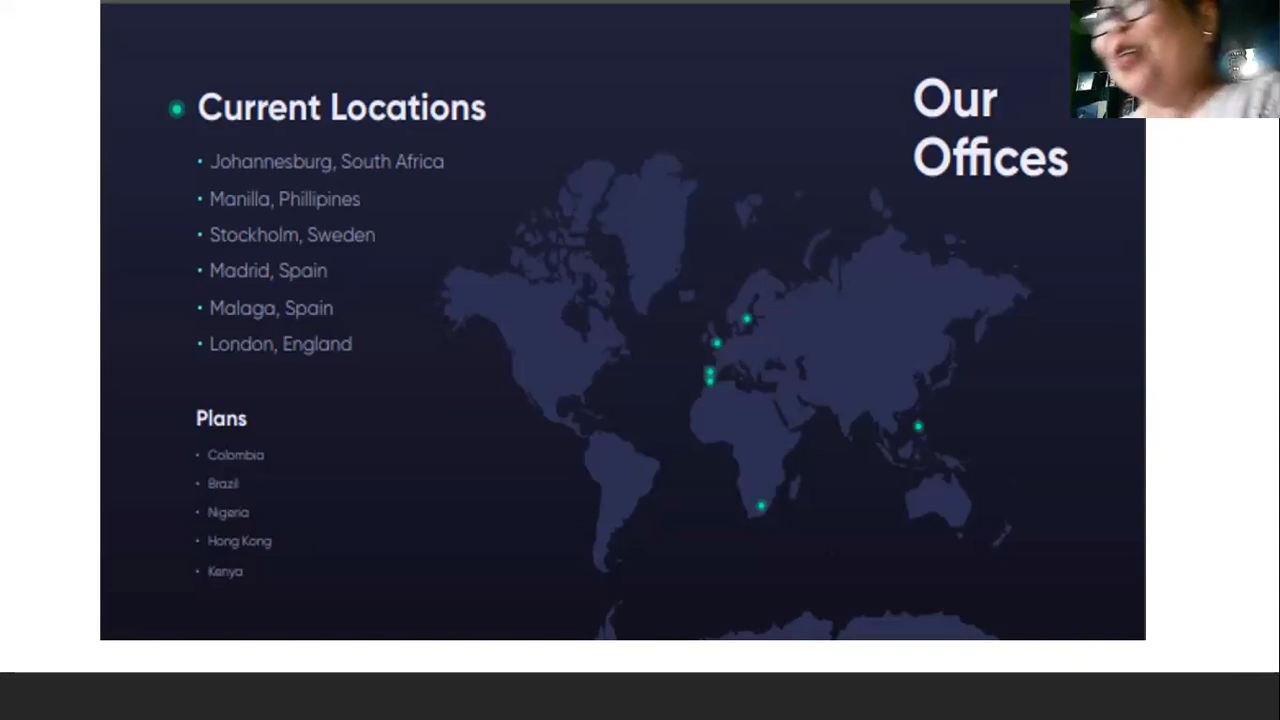 Current Locations
Johannesburg, South Africa
Manilla, Phillipines
Stockholm, Sweden
Madrid, Spain
Malaga, Spain
London, England
Plans
Colombia
Brazil
Nigeria
Hong Kong
Kenya
Our
Offices